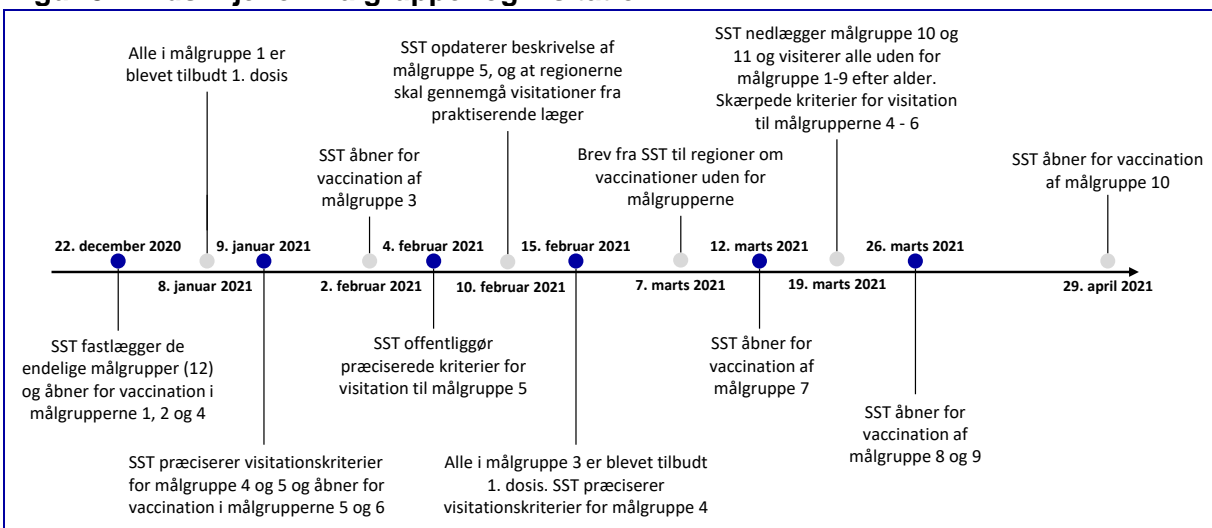 Alle i målgruppe 1 er
blevet tilbudt 1. dosis
SST opdaterer beskrivelse af
målgruppe 5, og at regionerne
skal gennemgå visitationer fra
praktiserende læger
SST nedlægger målgruppe 10 og
11 og visiterer alle uden for
målgruppe 1-9 efter alder.
Skærpede kriterier for visitation
til målgrupperne 4 - 6
SST åbner for
vaccination af
målgruppe 3
Brev fra SST til regioner om
vaccinationer uden for
målgrupperne
SST åbner for vaccination
af målgruppe 10
22. december 2020
9. januar 2021
4. februar 2021
15. februar 2021
12. marts 2021
26. marts 2021
8. januar 2021
2. februar 2021
10. februar 2021
7. marts 2021
19. marts 2021
29. april 2021
SST fastlægger de
endelige målgrupper (12)
og åbner for vaccination i
målgrupperne 1, 2 og 4
SST offentliggør
præciserede kriterier for
visitation til målgruppe 5
SST åbner for
vaccination af
målgruppe 7
SST åbner for
vaccination af
målgruppe 8 og 9
SST præciserer visitationskriterier
for målgruppe 4 og 5 og åbner for
vaccination i målgrupperne 5 og 6
Alle i målgruppe 3 er blevet tilbudt
1. dosis. SST præciserer
visitationskriterier for målgruppe 4